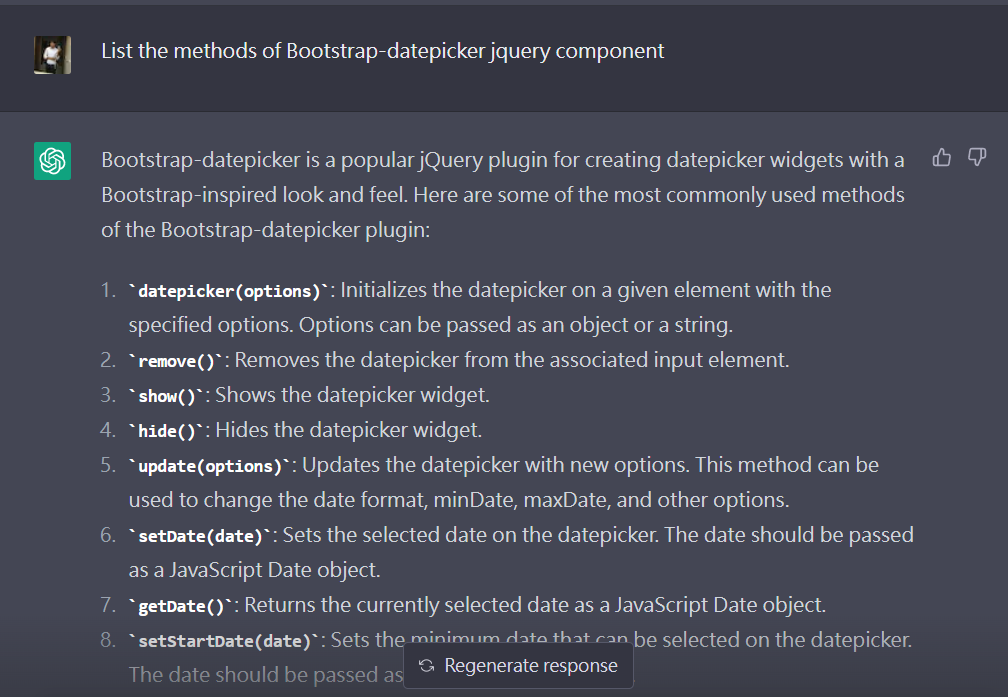 List the methods of Bootstrap-datepicker jquery component
Bootstrap-datepicker is a popular jQuery plugin for creating datepicker widgets with a
Bootstrap-inspired look and feel. Here are some of the most commonly used methods
of the Bootstrap-datepicker plugin:
1. `datepicker(options)`: Initializes the datepicker on a given element with the
specified options. Options can be passed as an object or a string.
2. `remove()`: Removes the datepicker from the associated input element.
3. `show()`: Shows the datepicker widget.
4. `hide()`: Hides the datepicker widget.
5. `update(options)`: Updates the datepicker with new options. This method can be
used to change the date format, minDate, maxDate, and other options.
6. `setDate(date)`: Sets the selected date on the datepicker. The date should be passed
as a JavaScript Date object.
7. `getDate()`: Returns the currently selected date as a JavaScript Date object.
8. `setStartDate(date)`: Sets the minimum date that can be selected on the datepicker.
The date should be passed as
Regenerate response